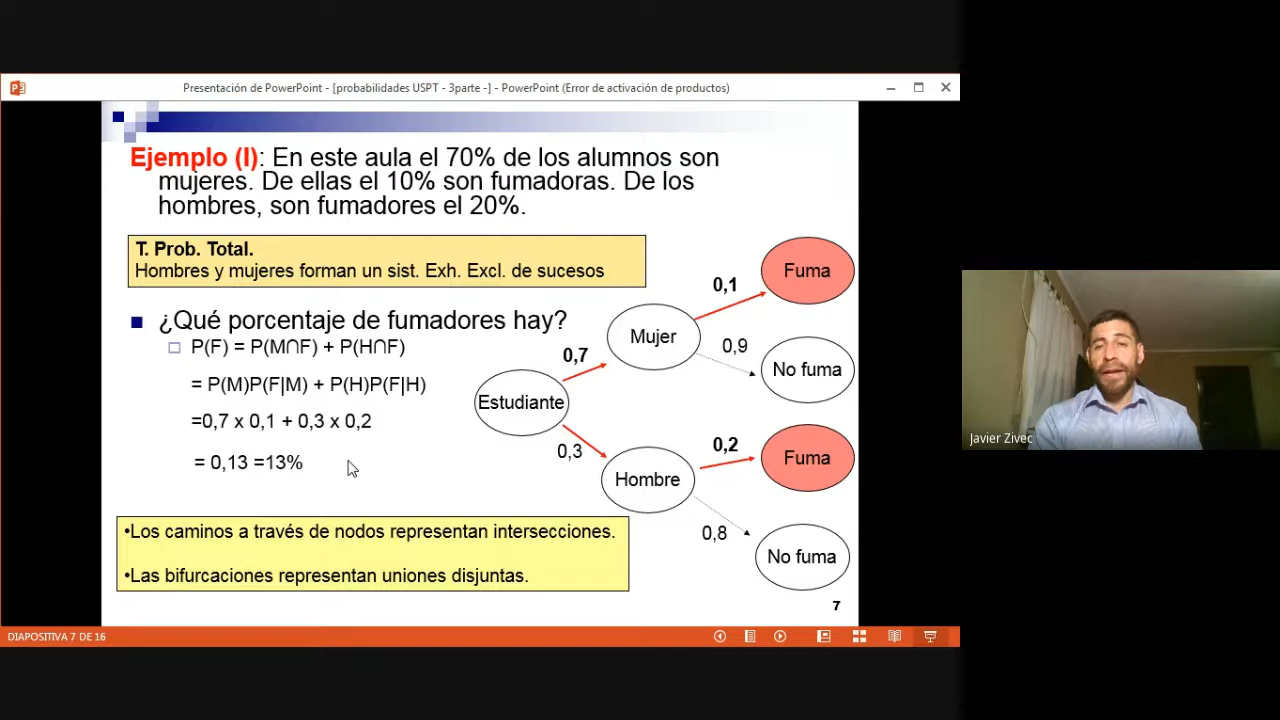 Presentación de PowerPoint - [probabilidades USPT - 3parte -] - PowerPoint (Error de activación de productos)
Ejemplo (I): En este aula el 70% de los alumnos son
mujeres. De ellas el 10% son fumadoras. De los
hombres, son fumadores el 20%.
T. Prob. Total.
Hombres y mujeres forman un sist. Exh. Excl. de sucesos
¿Qué porcentaje de fumadores hay?
P(F) = P(M∩F) + P(H∩F)
= P(M)P(F|M) + P(H)P(F|H)
=0,7 x 0,1 + 0,3 x 0,2
= 0,13 =13%
•Los caminos a través de nodos representan intersecciones.
•Las bifurcaciones representan uniones disjuntas.
Estudiante
0,7
0,3
Mujer
0,1
Fuma
0,9
No fuma
Hombre
0,2
Fuma
0,8
No fuma
7
DIAPOSITIVA 7 DE 16
Javier Zivec